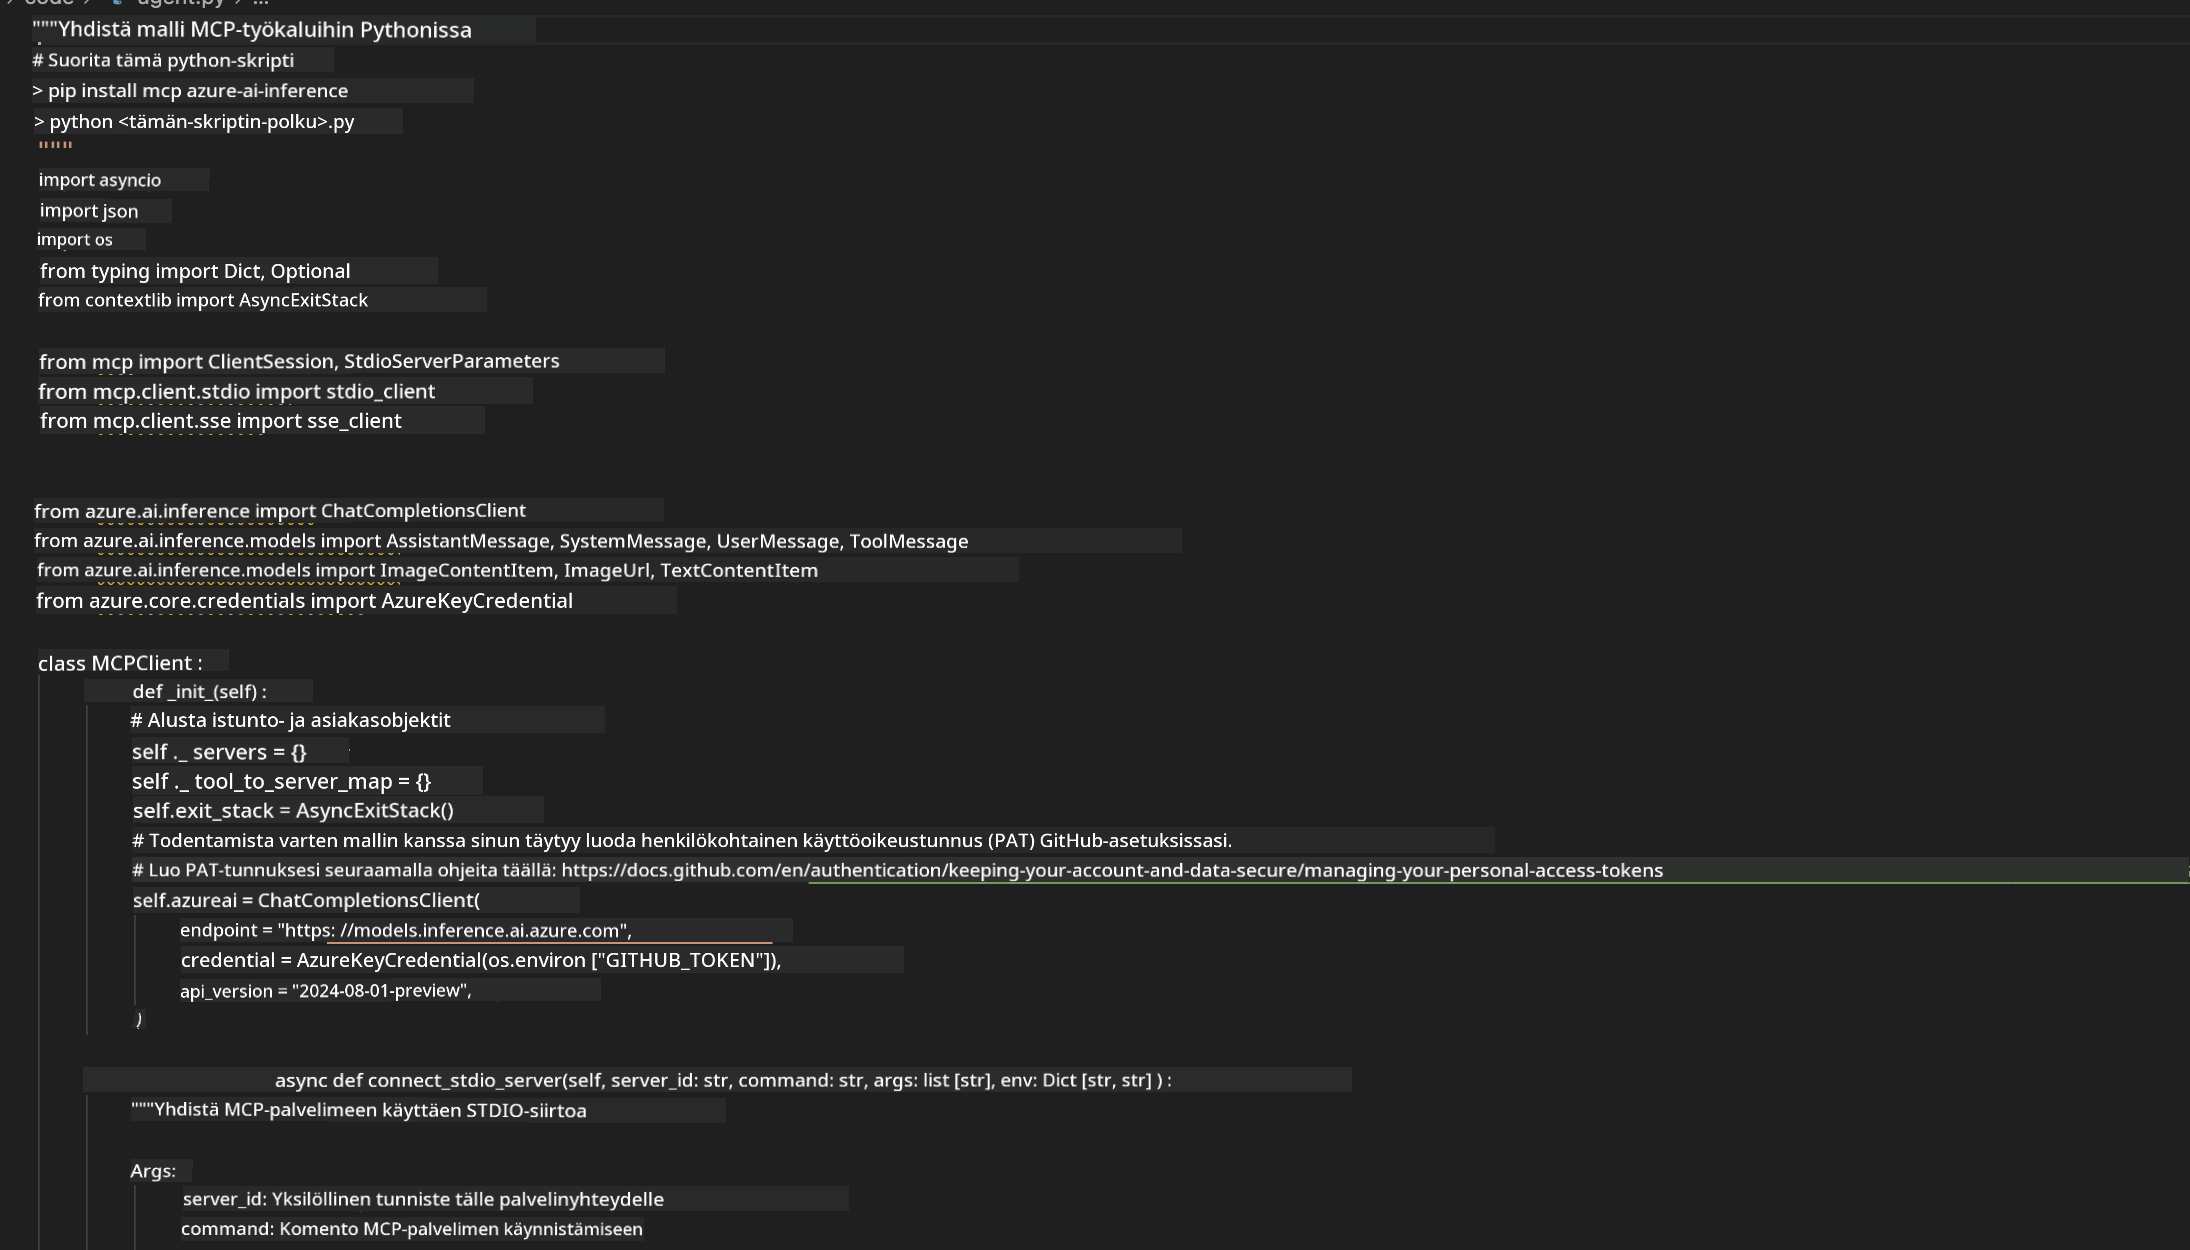 code > agent.py > ...
"""Yhdistä malli MCP-työkaluihin Pythonissa
# Suorita tämä python-skripti
> pip install mcp azure-ai-inference
> python <tämän-skriptin-polku>.py
"""
import asyncio
import json
import os
from typing import Dict, Optional
from contextlib import AsyncExitStack
from mcp import ClientSession, StdioServerParameters
from mcp.client.stdio import stdio_client
from mcp.client.sse import sse_client
from azure.ai.inference import ChatCompletionsClient
from azure.ai.inference.models import AssistantMessage, SystemMessage, UserMessage, ToolMessage
from azure.ai.inference.models import ImageContentItem, ImageUrl, TextContentItem
from azure.core.credentials import AzureKeyCredential
class MCPClient :
def _init_(self) :
# Alusta istunto- ja asiakasobjektit
self ._ servers = {}
self ._ tool_to_server_map = {}
self.exit_stack = AsyncExitStack()
# Todentamista varten mallin kanssa sinun täytyy luoda henkilökohtainen käyttöoikeustunnus (PAT) GitHub-asetuksissasi.
# Luo PAT-tunnuksesi seuraamalla ohjeita täällä: https://docs.github.com/en/authentication/keeping-your-account-and-data-secure/managing-your-personal-access-tokens
self.azureai = ChatCompletionsClient(
endpoint = "https: //models.inference.ai.azure.com",
credential = AzureKeyCredential(os.environ ["GITHUB_TOKEN"]),
api_version = "2024-08-01-preview",
)
async def connect_stdio_server(self, server_id: str, command: str, args: list [str], env: Dict [str, str] ) :
"""Yhdistä MCP-palvelimeen käyttäen STDIO-siirtoa
Args:
server_id: Yksilöllinen tunniste tälle palvelinyhteydelle
command: Komento MCP-palvelimen käynnistämiseen